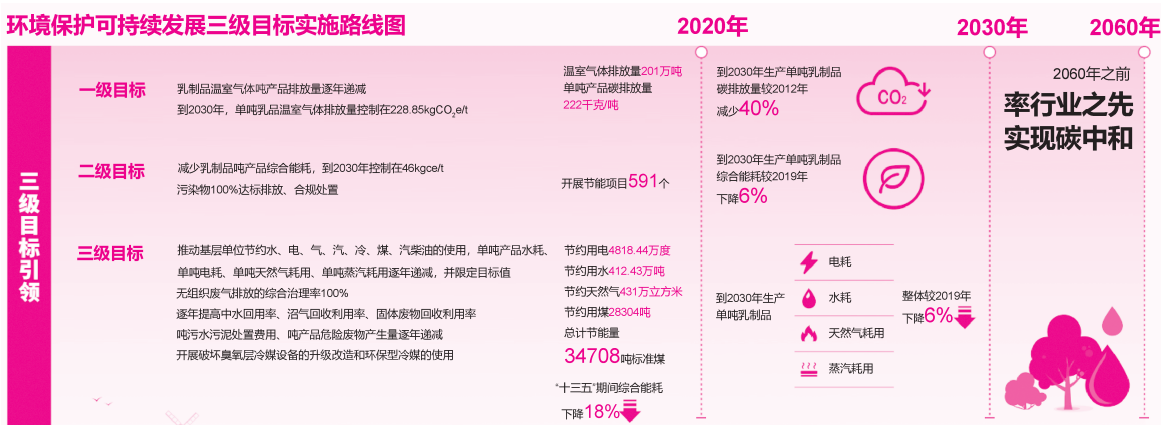 环境保护可持续发展三级目标实施路线图
2020年
2030年
2060年
三级目标引领
一级目标
乳制品温室气体吨产品排放量逐年递减
到2030年，单吨乳品温室气体排放量控制在228.85kgCO₂e/t
温室气体排放量201万吨
单吨产品碳排放量
222千克/吨
到2030年生产单吨乳制品
碳排放量较2012年
减少40%
CO₂
2060年之前
率行业之先
实现碳中和
二级目标
减少乳制品吨产品综合能耗，到2030年控制在46kgce/t
污染物100%达标排放、合规处置
开展节能项目591个
到2030年生产单吨乳制品
综合能耗较2019年
下降6%
三级目标
推动基层单位节约水、电、气、汽、冷、煤、汽柴油的使用，单吨产品水耗、
单吨电耗、单吨天然气耗用、单吨蒸汽耗用逐年递减，并限定目标值
无组织废气排放的综合治理率100%
逐年提高中水回用率、沼气回收利用率、固体废物回收利用率
吨污水污泥处置费用、吨产品危险废物产生量逐年递减
开展破坏臭氧层冷媒设备的升级改造和环保型冷媒的使用
节约用电4818.44万度
节约用水412.43万吨
节约天然气431万立方米
节约用煤28304吨
总计节能量
34708吨标准煤
“十三五”期间综合能耗
下降18%
到2030年生产
单吨乳制品
电耗
水耗
天然气耗用
蒸汽耗用
整体较2019年
下降6%